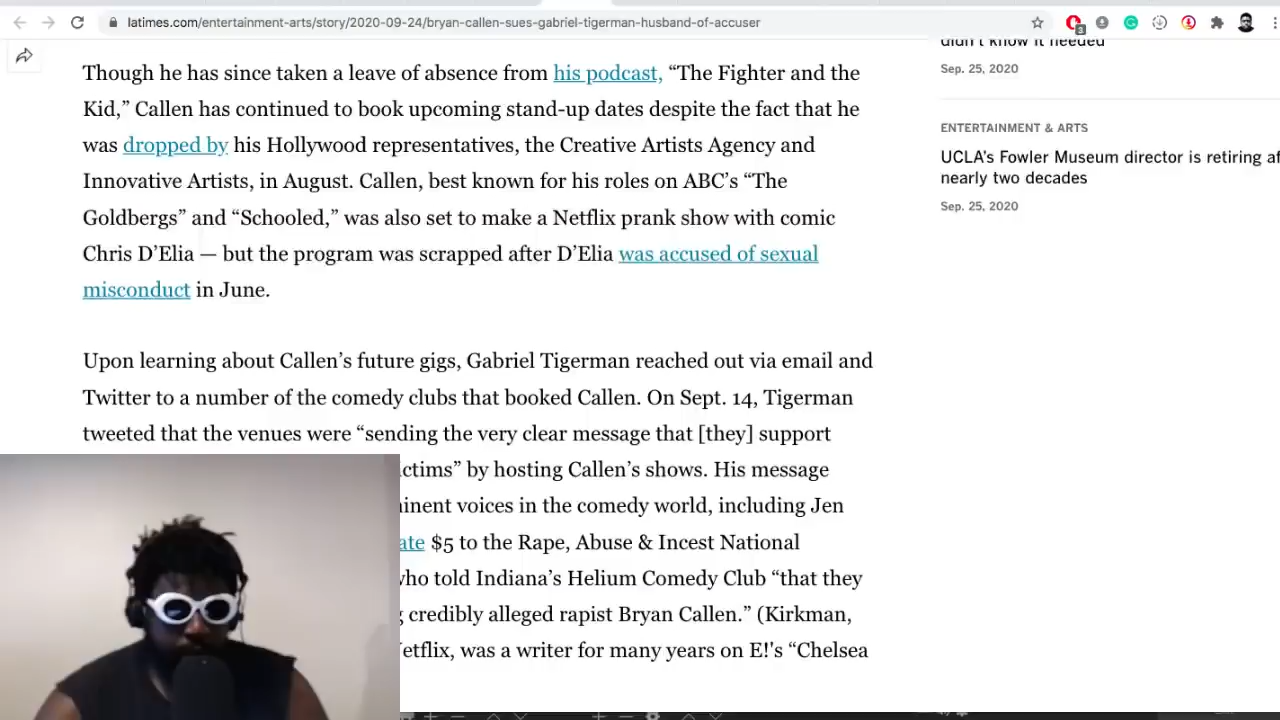 latimes.com/entertainment-arts/story/2020-09-24/bryan-callen-sues-gabriel-tigerman-husband-of-accuser
3
Though he has since taken a leave of absence from his podcast, “The Fighter and the
Kid,” Callen has continued to book upcoming stand-up dates despite the fact that he
was dropped by his Hollywood representatives, the Creative Artists Agency and
Innovative Artists, in August. Callen, best known for his roles on ABC’s “The
Goldbergs” and “Schooled,” was also set to make a Netflix prank show with comic
Chris D’Elia — but the program was scrapped after D’Elia was accused of sexual
misconduct in June.
Upon learning about Callen’s future gigs, Gabriel Tigerman reached out via email and
Twitter to a number of the comedy clubs that booked Callen. On Sept. 14, Tigerman
tweeted that the venues were “sending the very clear message that [they] support
ictims” by hosting Callen’s shows. His message
inent voices in the comedy world, including Jen
ate $5 to the Rape, Abuse & Incest National
who told Indiana’s Helium Comedy Club “that they
g credibly alleged rapist Bryan Callen.” (Kirkman,
Netflix, was a writer for many years on E!'s “Chelsea
didn’t know it needed
Sep. 25, 2020
ENTERTAINMENT & ARTS
UCLA’s Fowler Museum director is retiring af
nearly two decades
Sep. 25, 2020